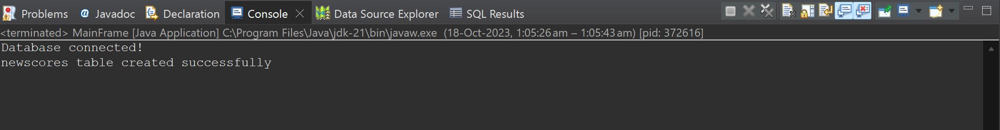 Problems @ Javadoc Declaration Console Data Source Explorer SQL Results
<terminated> MainFrame [Java Application] C:\Program Files\Java\jdk-21\bin\javaw.exe (18-Oct-2023, 1:05:26 am – 1:05:43 am) [pid: 372616]
Database connected!
newscores table created successfully